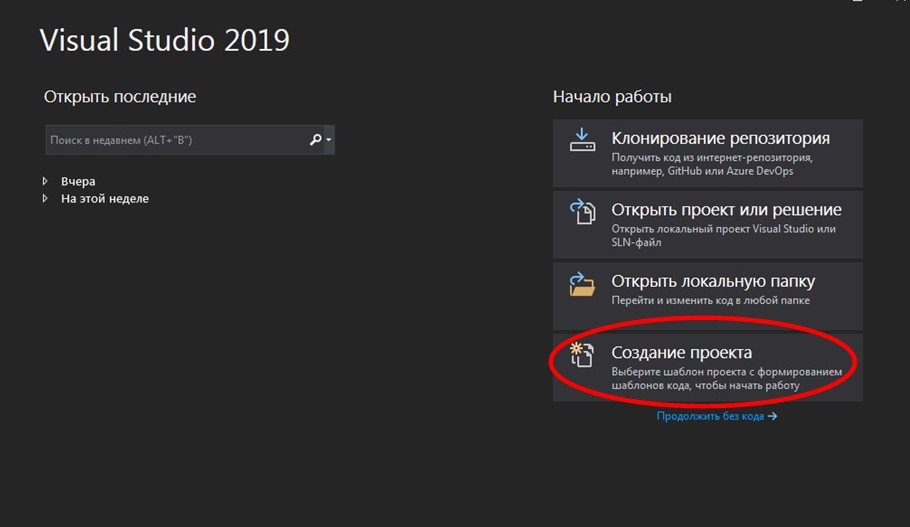 Visual Studio 2019
Открыть последние
Поиск в недавнем (ALT+"В")
Вчера
На этой неделе
Начало работы
Клонирование репозитория
Получить код из интернет-репозитория,
например, GitHub или Azure DevOps
Открыть проект или решение
Открыть локальный проект Visual Studio или
SLN-файл
Открыть локальную папку
Перейти и изменить код в любой папке
Создание проекта
Выберите шаблон проекта с формированием
шаблонов кода, чтобы начать работу
Продолжить без кода →